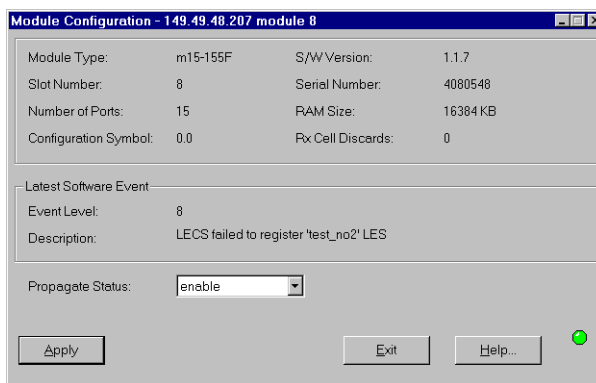 Module Configuration - 149.49.48.207 module 8
Module Type: m15-155F S/W Version: 1.1.7
Slot Number: 8 Serial Number: 4080548
Number of Ports: 15 RAM Size: 16384 KB
Configuration Symbol: 0.0 Rx Cell Discards: 0
Latest Software Event
Event Level: 8
Description: LECS failed to register 'test_no2' LES
Propagate Status: enable
Apply Exit Help...